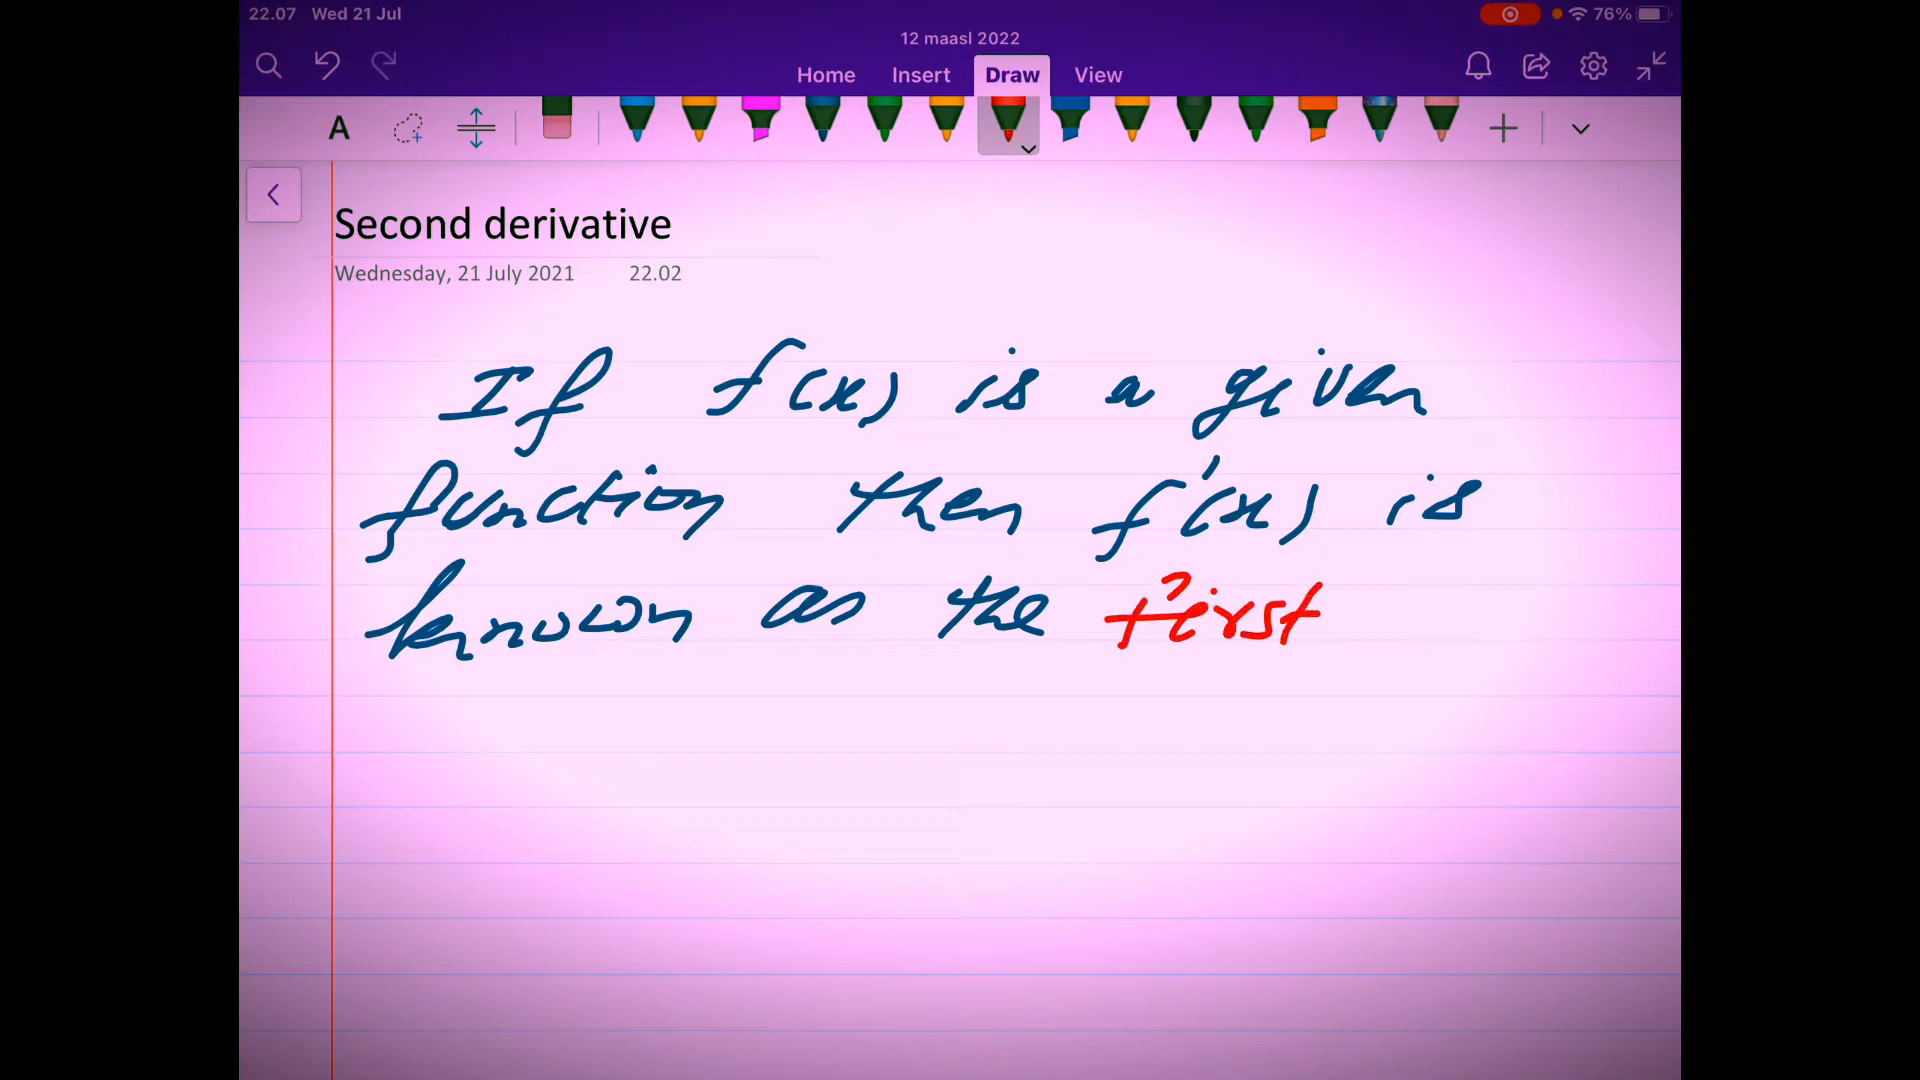 22.07 Wed 21 Jul
76%
12 maasl 2022
Home Insert Draw View
A
Second derivative
Wednesday, 21 July 2021 22.02
If f(x) is a given
function then f'(x) is
known as the first